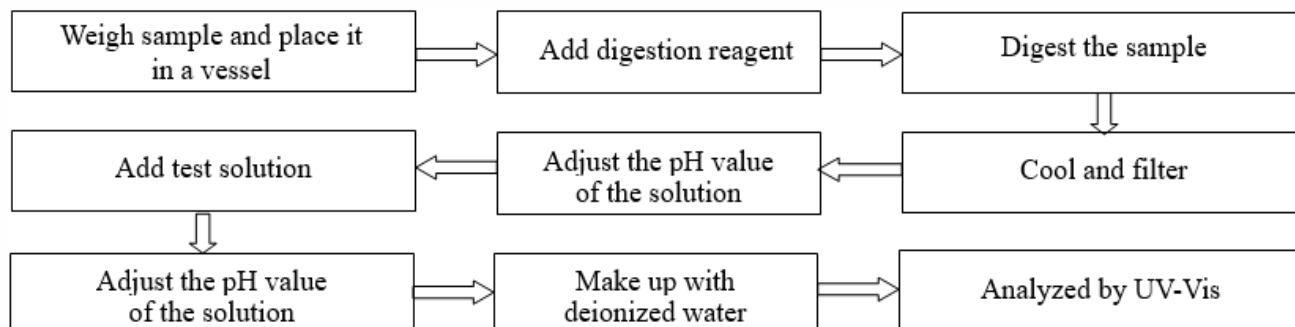 Weigh sample and place it
in a vessel
Add digestion reagent
Digest the sample
Cool and filter
Adjust the pH value
of the solution
Add test solution
Adjust the pH value
of the solution
Make up with
deionized water
Analyzed by UV-Vis